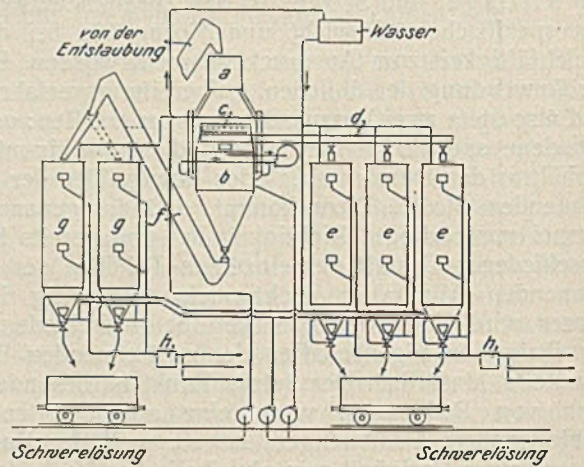 von der
Entstaubung
Wasser
a
c
d
b
g
g
f
e
e
e
h
h
Schwerelösung
Schwerelösung